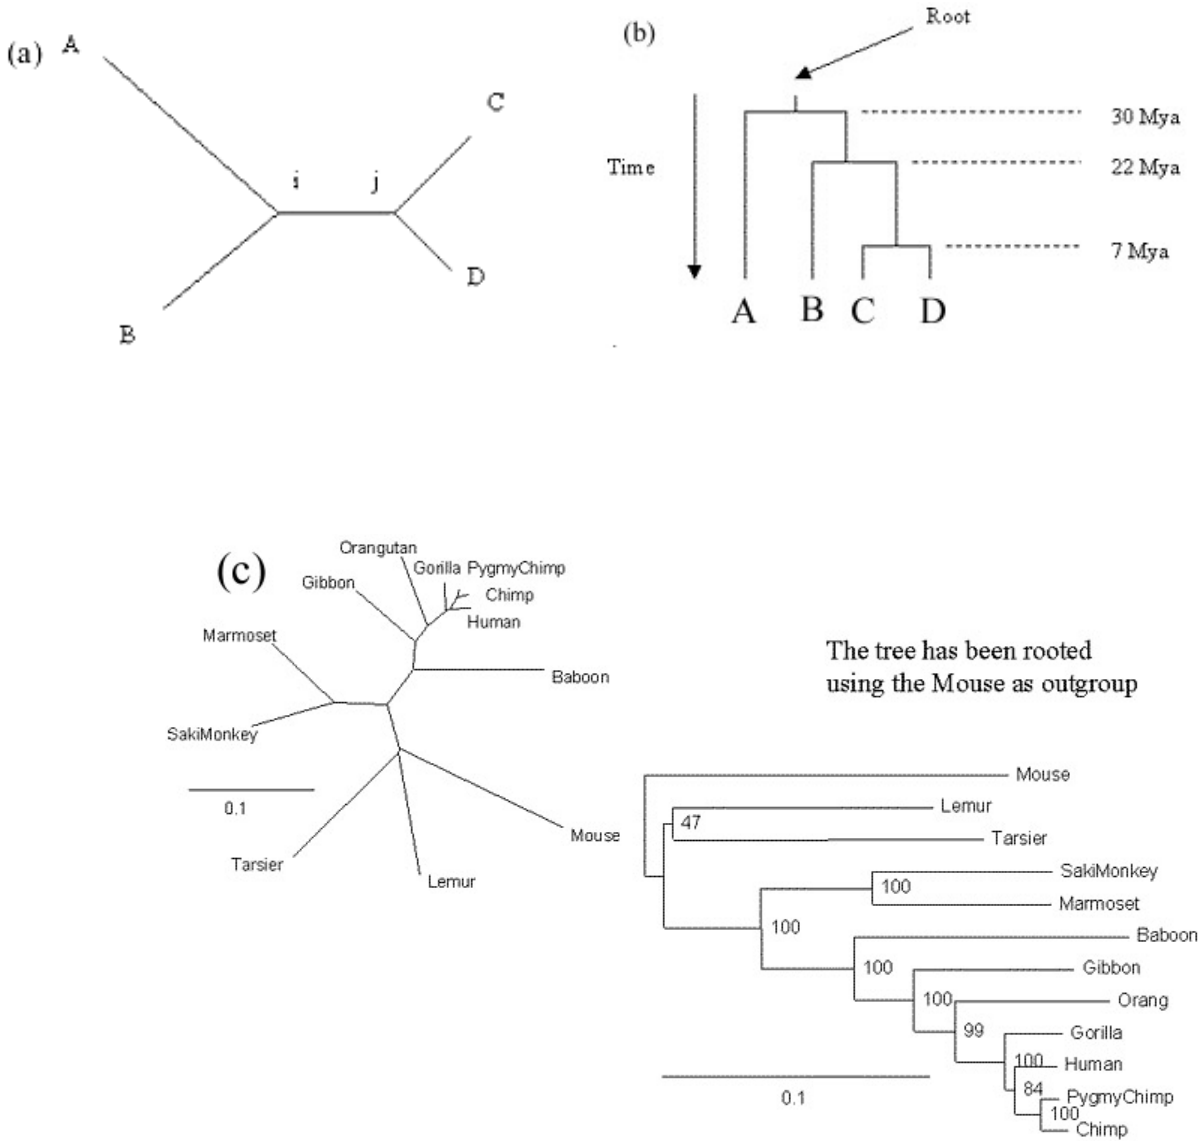 (a)
A
C
i
j
D
B
(b)
Root
Time
30 Mya
22 Mya
7 Mya
A B C D
(c)
Orangutan
Gorilla PygmyChimp
Gibbon
Chimp
Human
Marmoset
Baboon
SakiMonkey
0.1
Mouse
Tarsier
Lemur
The tree has been rooted
using the Mouse as outgroup
Mouse
Lemur
47
Tarsier
SakiMonkey
100
Marmoset
100
Baboon
100
Gibbon
100
Orang
99
Gorilla
100
Human
84
PygmyChimp
100
Chimp
0.1